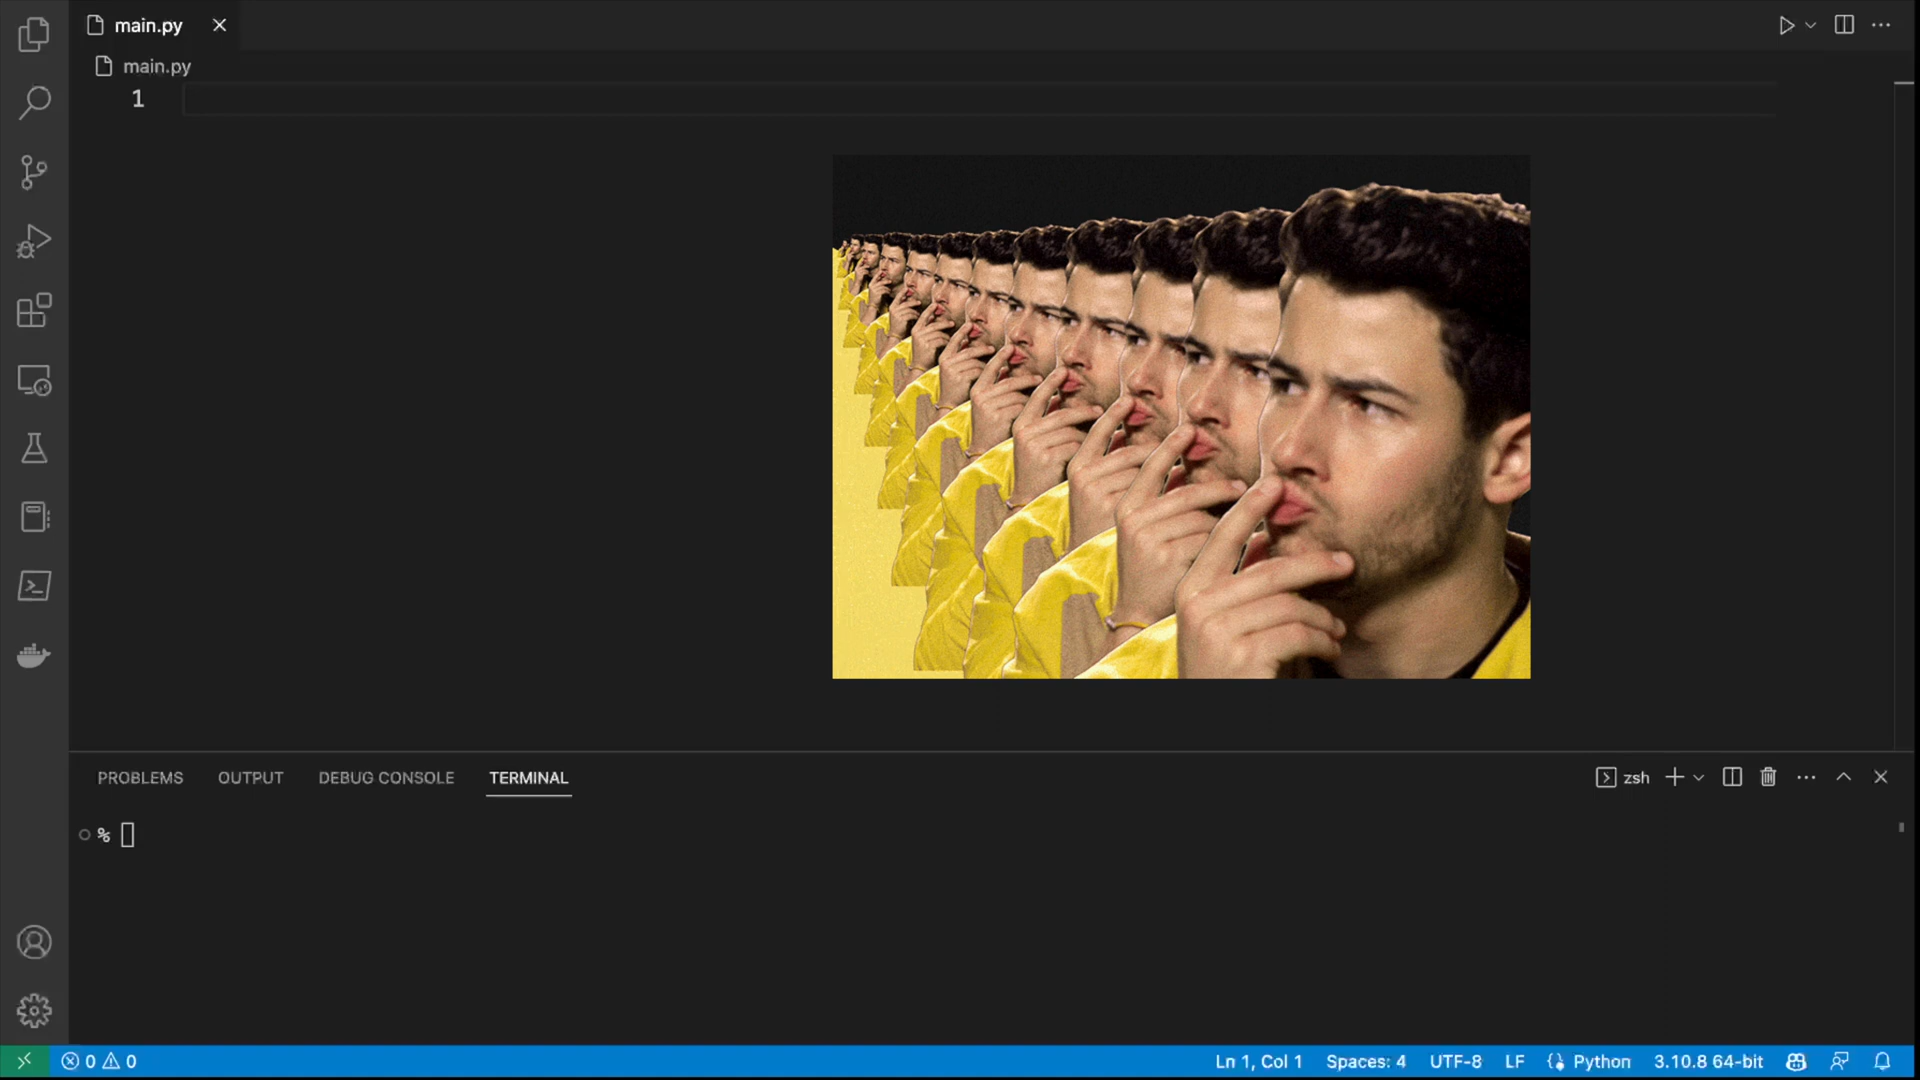 main.py
main.py
1
PROBLEMS OUTPUT DEBUG CONSOLE TERMINAL
zsh
%
0 0
Ln 1, Col 1 Spaces: 4 UTF-8 LF Python 3.10.8 64-bit